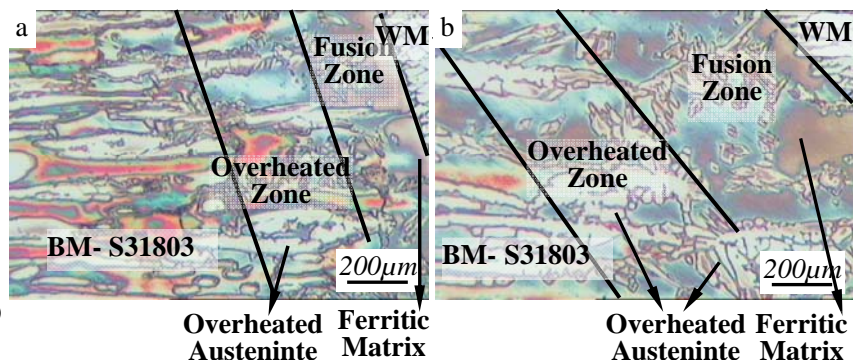 a
Fusion
Zone
WM
Overheated
Zone
BM- S31803
200µm
Overheated
Austeninte
Ferritic
Matrix
b
WM
Fusion
Zone
Overheated
Zone
BM- S31803
200µm
Overheated
Austeninte
Ferritic
Matrix